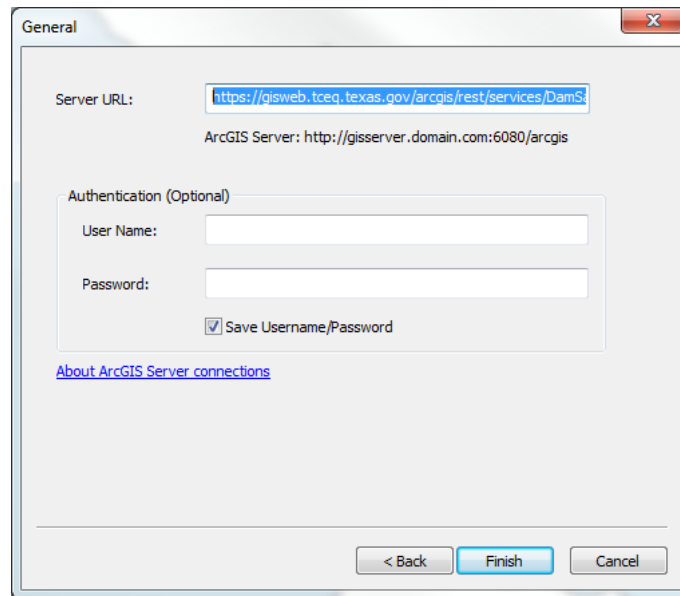 General
Server URL:
https://gisweb.tceq.texas.gov/arcgis/rest/services/DamSa
ArcGIS Server: http://gisserver.domain.com:6080/arcgis
Authentication (Optional)
User Name:
Password:
Save Username/Password
About ArcGIS Server connections
< Back Finish Cancel